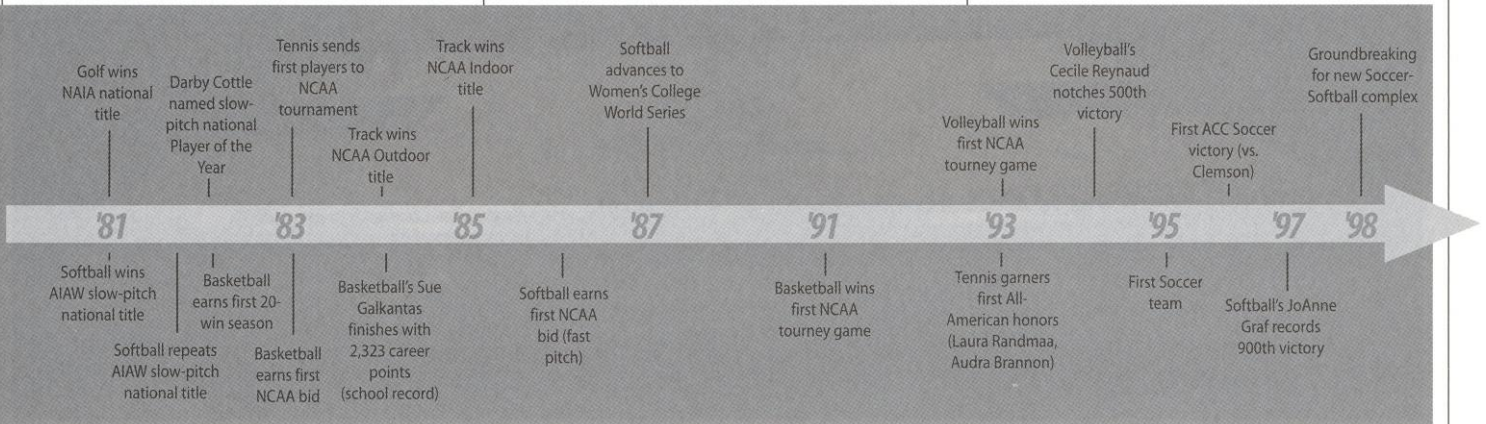 Golf wins
NAIA national
title
Darby Cottle
named slow-
pitch national
Player of the
Year
Tennis sends
first players to
NCAA
tournament
Track wins
NCAA Outdoor
title
Track wins
NCAA Indoor
title
Softball
advances to
Women's College
World Series
Volleyball wins
first NCAA
tourney game
Volleyball's
Cecile Reynaud
notches 500th
victory
First ACC Soccer
victory (vs.
Clemson)
Groundbreaking
for new Soccer-
Softball complex
'81 '83 '85 '87 '91 '93 '95 '97 '98
Softball wins
AIAW slow-pitch
national title
Softball repeats
AIAW slow-pitch
national title
Basketball
earns first 20-
win season
Basketball
earns first
NCAA bid
Basketball's Sue
Galkantas
finishes with
2,323 career
points
(school record)
Softball earns
first NCAA
bid (fast
pitch)
Basketball wins
first NCAA
tourney game
Tennis garners
first All-
American honors
(Laura Randmaa,
Audra Brannon)
First Soccer
team
Softball's JoAnne
Graf records
900th victory